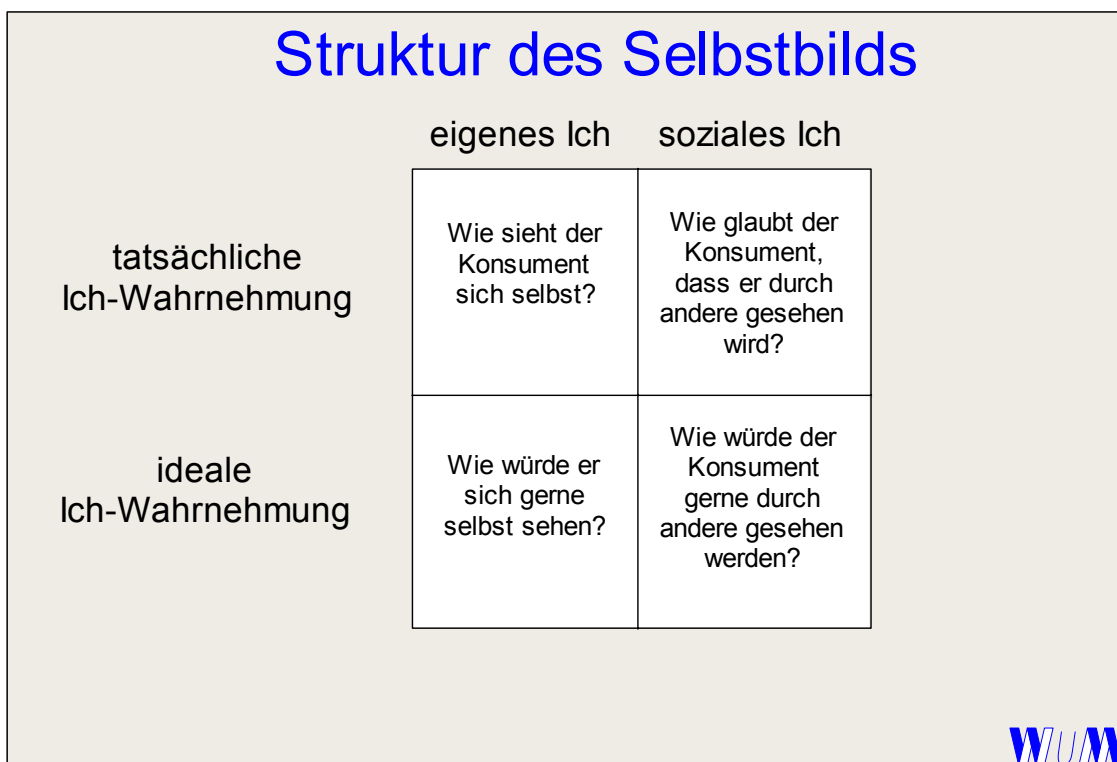 Struktur des Selbstbilds
eigenes Ich
soziales Ich
tatsächliche
Ich-Wahrnehmung
Wie sieht der
Konsument
sich selbst?
Wie glaubt der
Konsument,
dass er durch
andere gesehen
wird?
ideale
Ich-Wahrnehmung
Wie würde er
sich gerne
selbst sehen?
Wie würde der
Konsument
gerne durch
andere gesehen
werden?
WUW